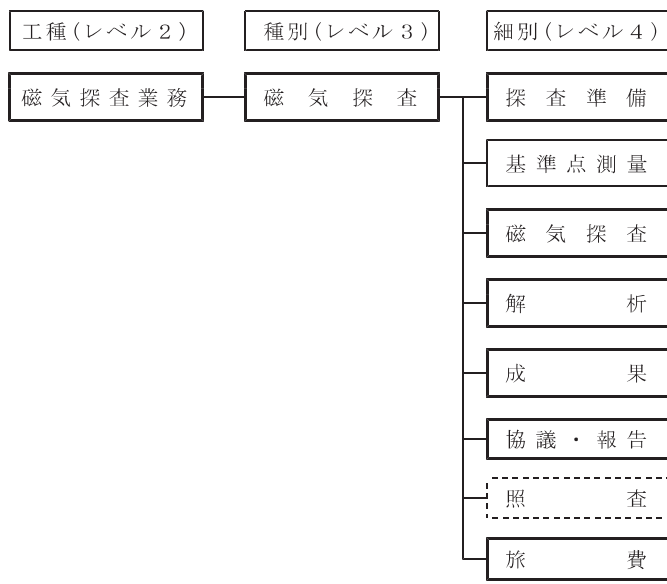 工種(レベル2) 種別(レベル3) 細別(レベル4)
磁気探査業務 磁気探査 探査準備
基準点測量
磁気探査
解析
成果
協議・報告
照査
旅費